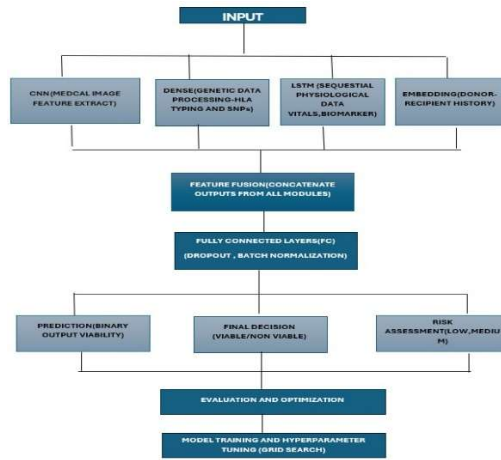 INPUT
CNN(MEDCAL IMAGE
FEATURE EXTRACT)
DENSE(GENETIC DATA
PROCESSING-HLA
TYPING AND SNPs)
LSTM (SEQUESTIAL
PHYSIOLOGICAL
DATA
VITALS,BIOMARKER)
EMBEDDING(DONOR-
RECIPIENT HISTORY)
FEATURE FUSION(CONCATENATE
OUTPUTS FROM ALL MODULES)
FULLY CONNECTED LAYERS(FC)
(DROPOUT , BATCH NORMALIZATION)
PREDICTION(BINARY
OUTPUT VIABILITY)
FINAL DECISION
(VIABLE/NON VIABLE)
RISK
ASSESSMENT(LOW,MEDIU
M)
EVALUATION AND OPTIMIZATION
MODEL TRAINING AND HYPERPARAMETER
TUNING (GRID SEARCH)